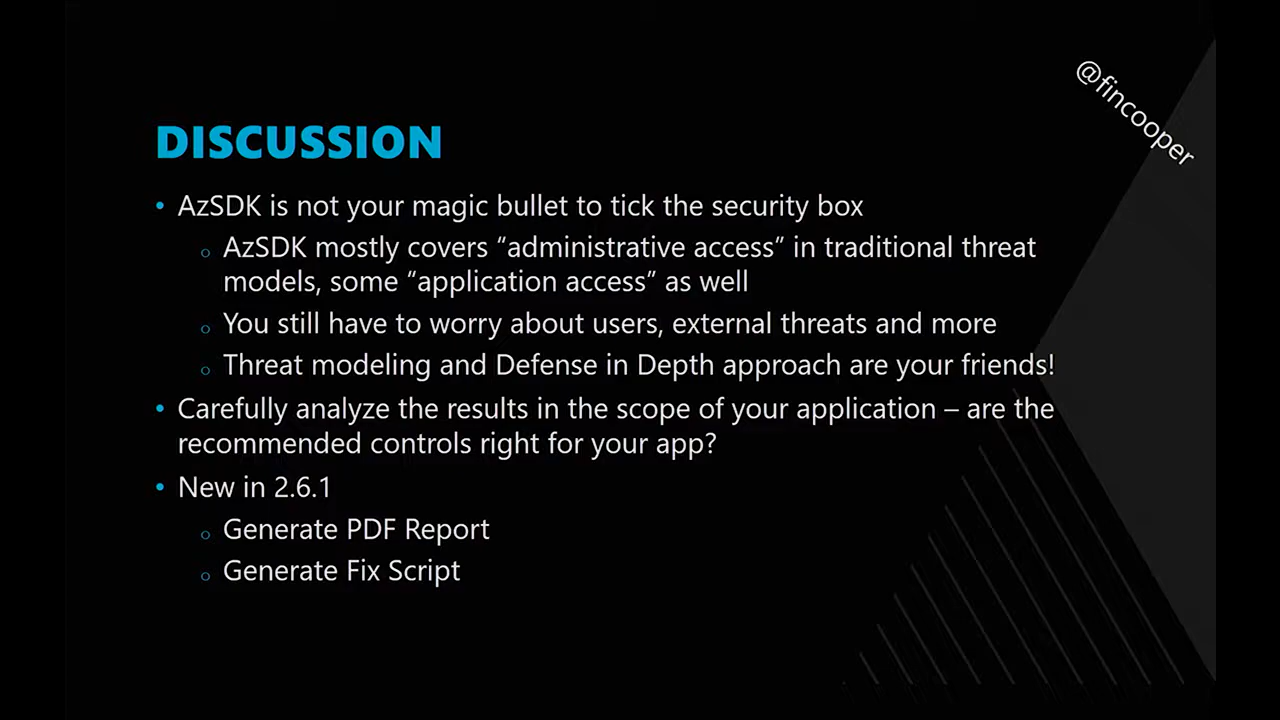 @fincooper
DISCUSSION
• AzSDK is not your magic bullet to tick the security box
o AzSDK mostly covers “administrative access” in traditional threat
models, some “application access” as well
o You still have to worry about users, external threats and more
o Threat modeling and Defense in Depth approach are your friends!
• Carefully analyze the results in the scope of your application – are the
recommended controls right for your app?
• New in 2.6.1
o Generate PDF Report
o Generate Fix Script